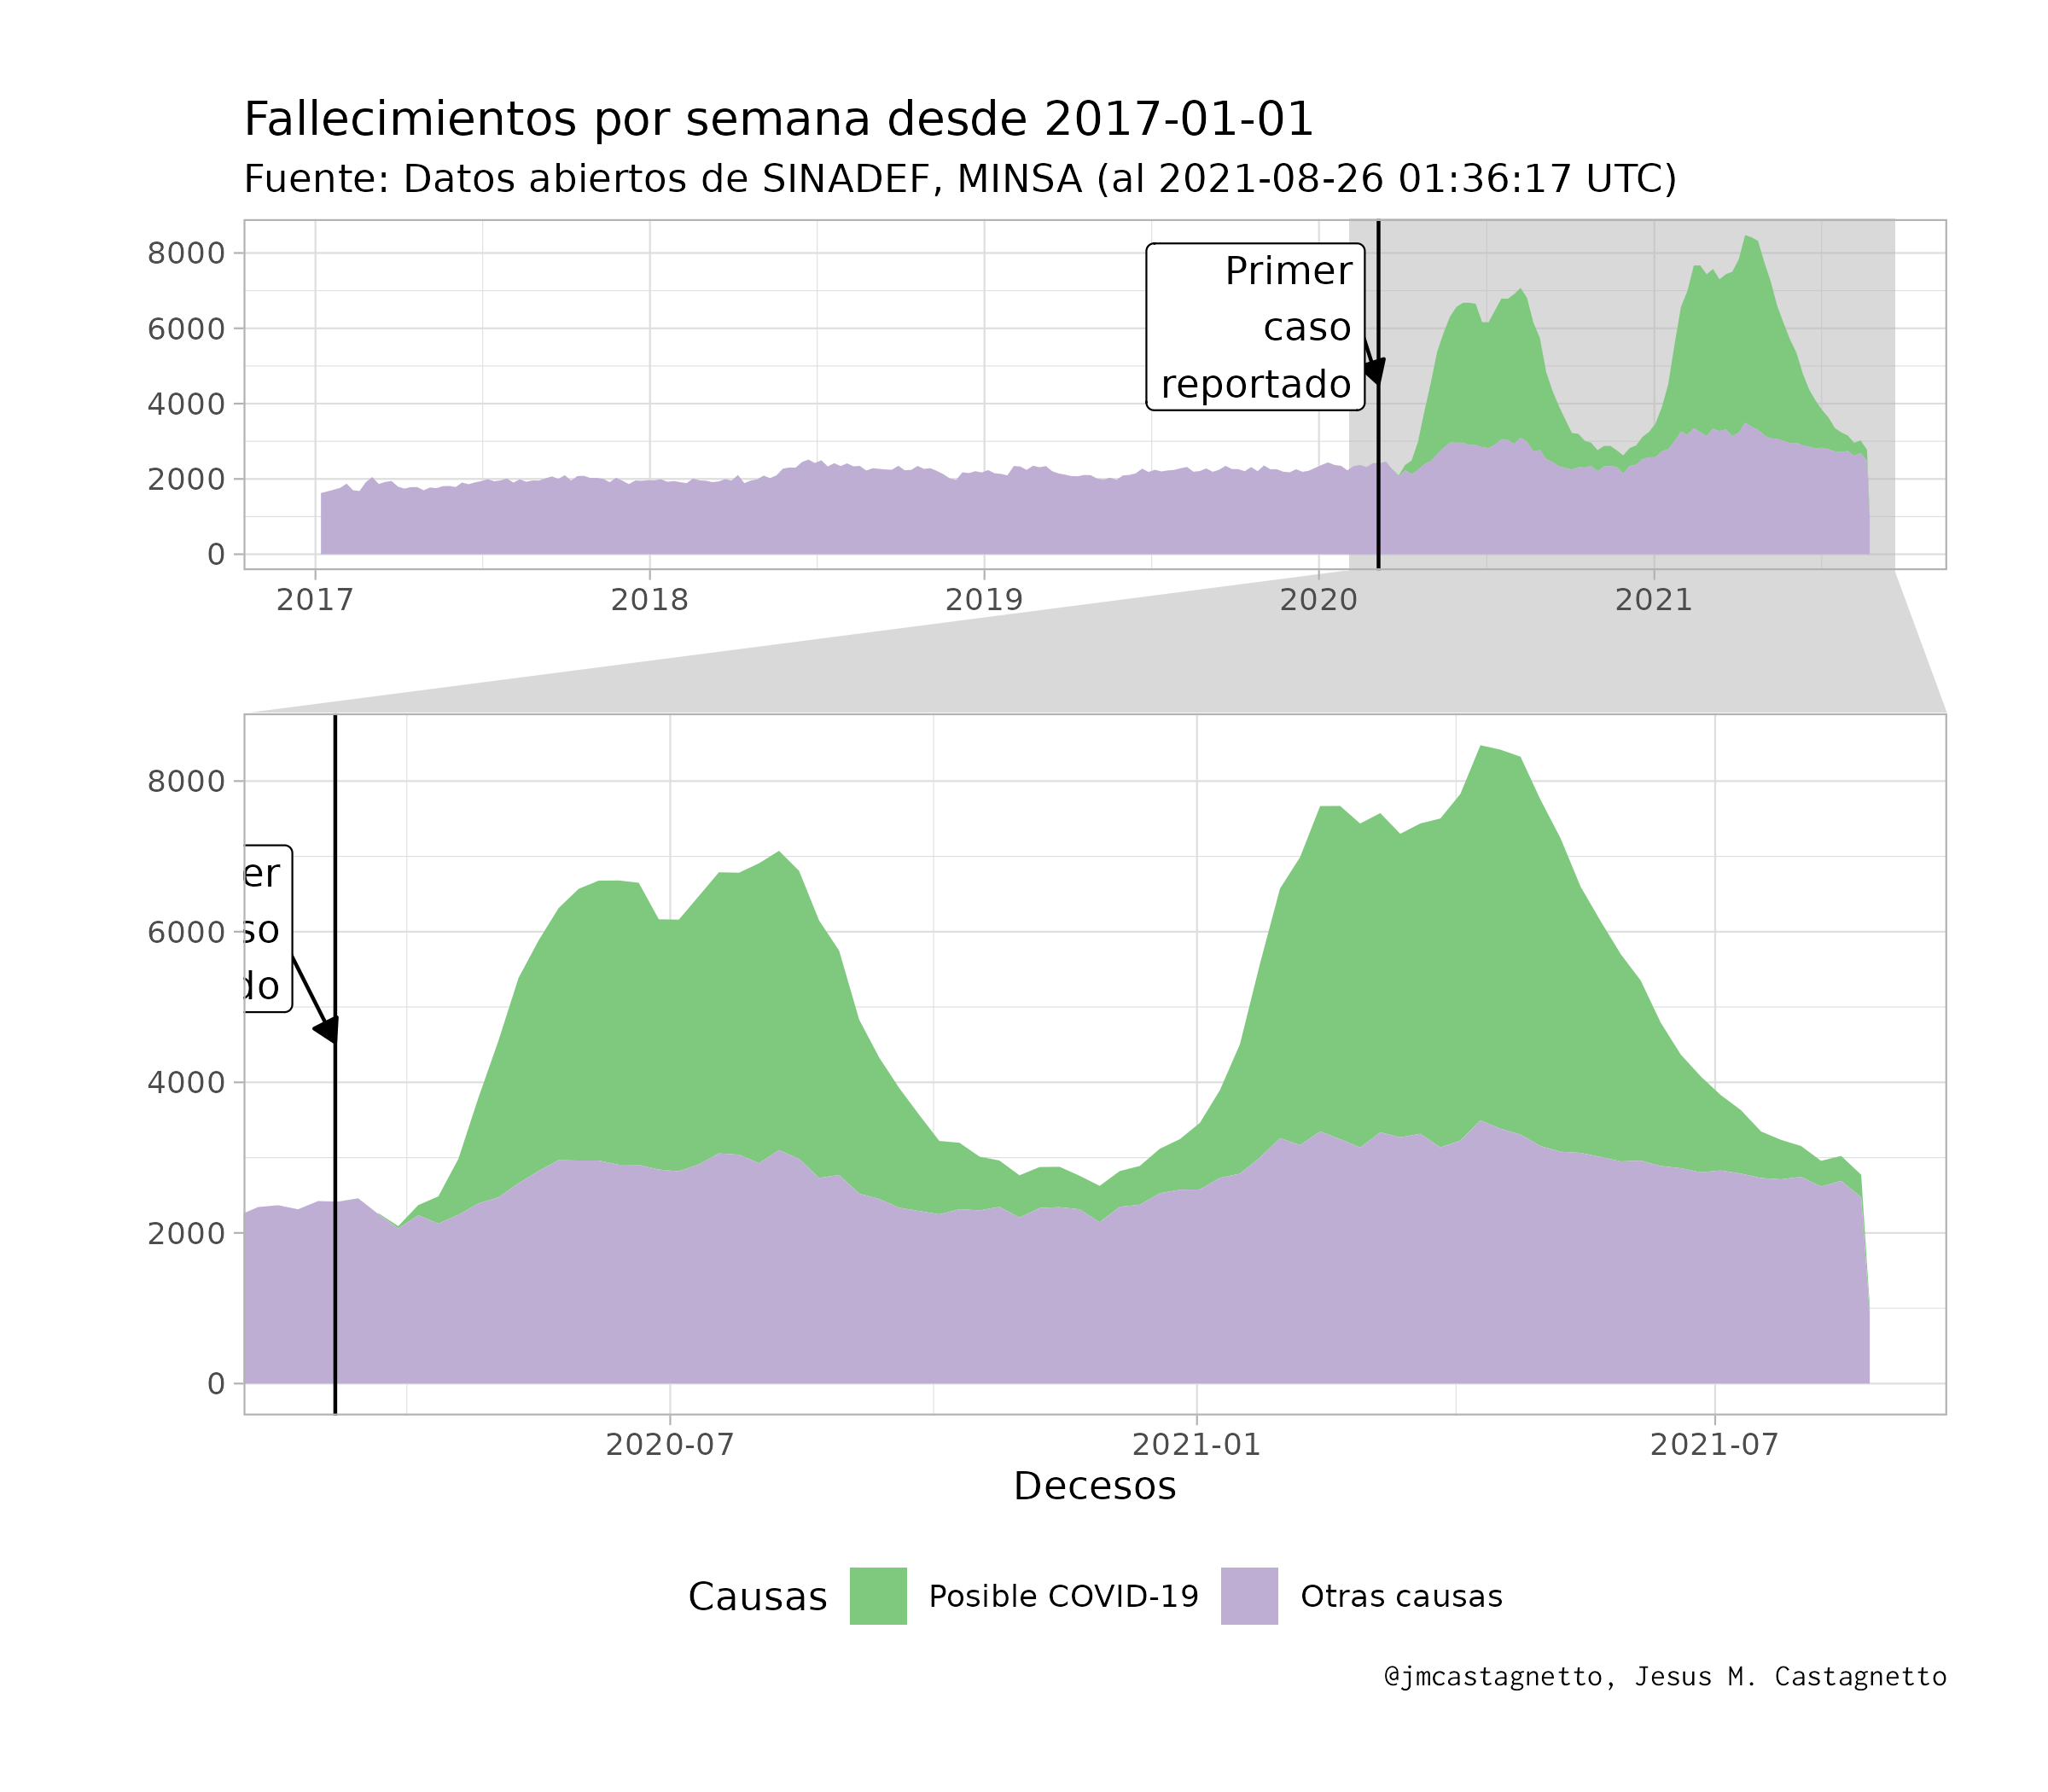 Fallecimientos por semana desde 2017-01-01
Fuente: Datos abiertos de SINADEF, MINSA (al 2021-08-26 01:36:17 UTC)
8000
6000
4000
2000
0
Primer
caso
reportado
2017
2018
2019
2020
2021
8000
6000
4000
2000
0
er
so
do
2020-07
2021-01
2021-07
Decesos
Causas
Posible COVID-19
Otras causas
@jmcastagnetto, Jesus M. Castagnetto